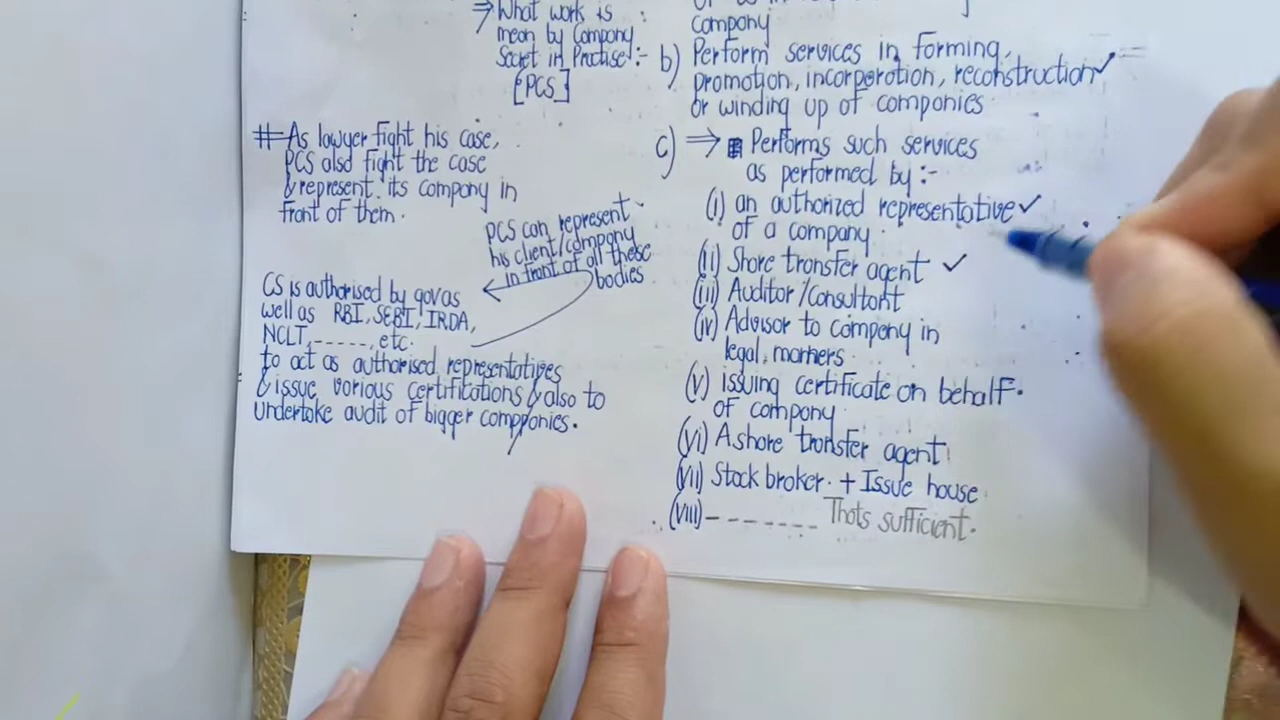 ⇒What work is
mean by Company
Secret in Practise!:-
[PCS]
# As lawyer fight his case,
PCS also fight the case
& represent its company in
front of them.
PCS can represent
his client/company
in front of all these
bodies
CS is authorised by gov as
well as RBI, SEBI, IRDA,
NCLT,-----, etc.
to act as authorised representatives
& issue various certifications & also to
undertake audit of bigger companies.
company
b) Perform services in forming,
promotion, incorporation, reconstruction✓
or winding up of companies
c) ⇒ Performs such services
as performed by:-
(i) an authorized representative✓
of a company.
(ii) Share transfer agent ✓
(iii) Auditor/Consultant
(iv) Advisor to company in
legal, markers
(v) issuing certificate on behalf.
of company
(vi) A share transfer agent
(vii) Stock broker. + Issue house
(viii)------- Thats sufficient.